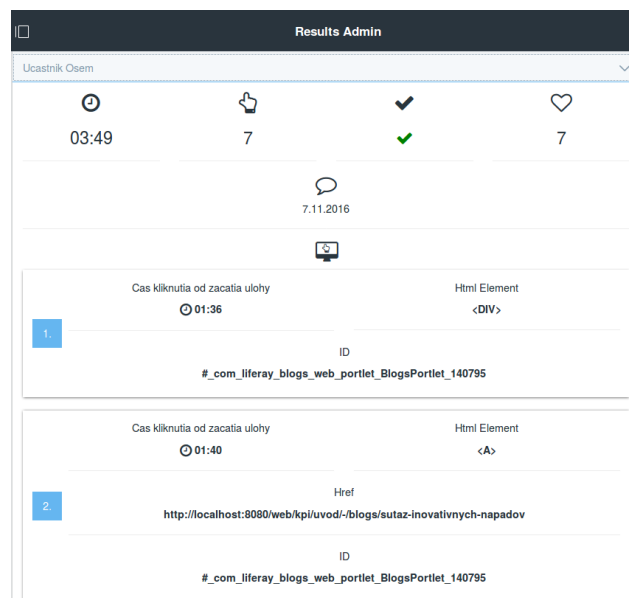 Results Admin
Ucastnik Osem
03:49
7
7
7.11.2016
Cas kliknutia od zacatia ulohy
Html Element
01:36
<DIV>
1.
ID
#_com_liferay_blogs_web_portlet_BlogsPortlet_140795
Cas kliknutia od zacatia ulohy
Html Element
01:40
<A>
Href
2.
http://localhost:8080/web/kpi/uvod/-/blogs/sutaz-inovativnych-napadov
ID
#_com_liferay_blogs_web_portlet_BlogsPortlet_140795